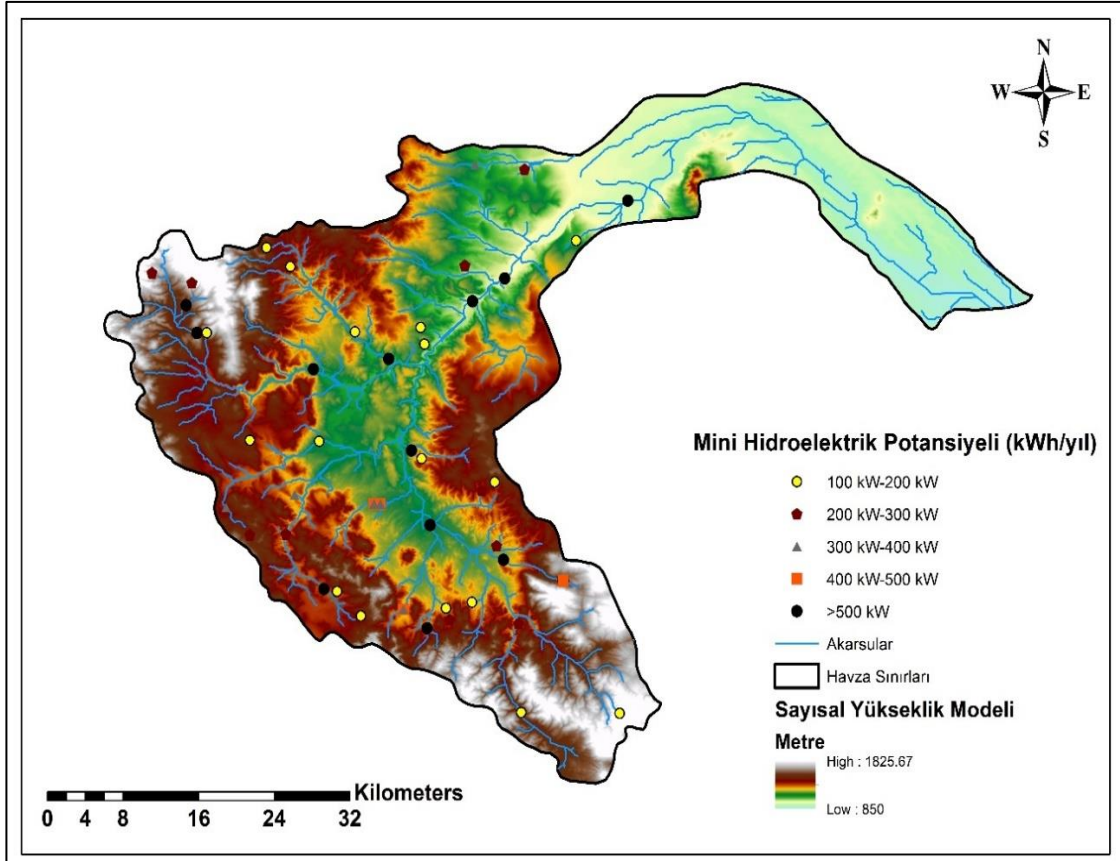 N
W E
S
Mini Hidroelektrik Potansiyeli (kWh/yıl)
100 kW-200 kW
200 kW-300 kW
300 kW-400 kW
400 kW-500 kW
>500 kW
Akarsular
Havza Sınırları
Sayısal Yükseklik Modeli
Metre
High : 1825.67
Low : 850
Kilometers
0 4 8 16 24 32